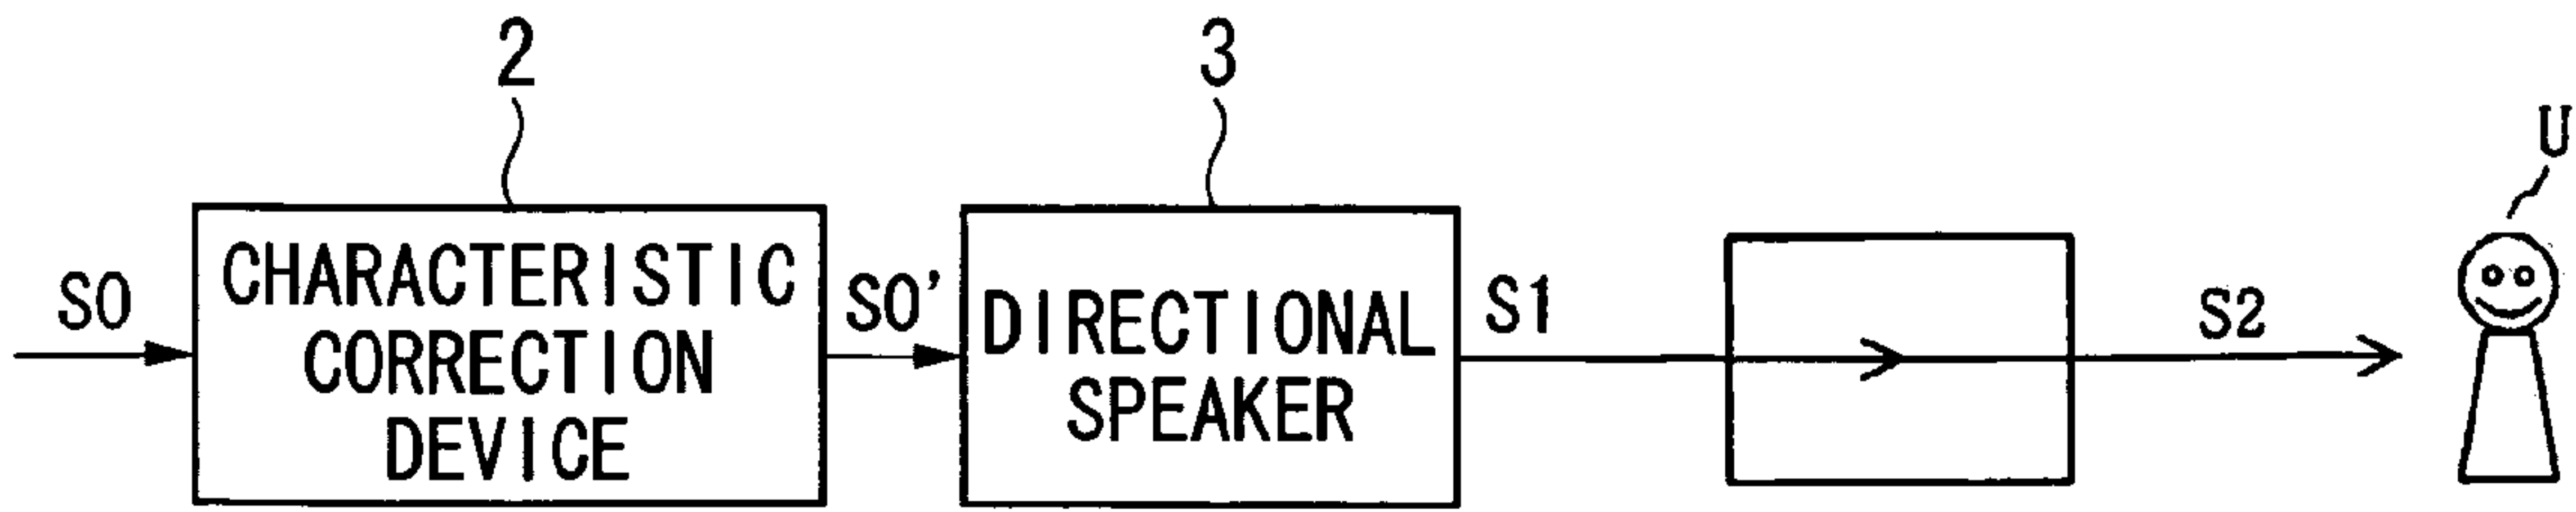 2
3
U
S0
CHARACTERISTIC
CORRECTION
DEVICE
S0'
DIRECTIONAL
SPEAKER
S1
S2